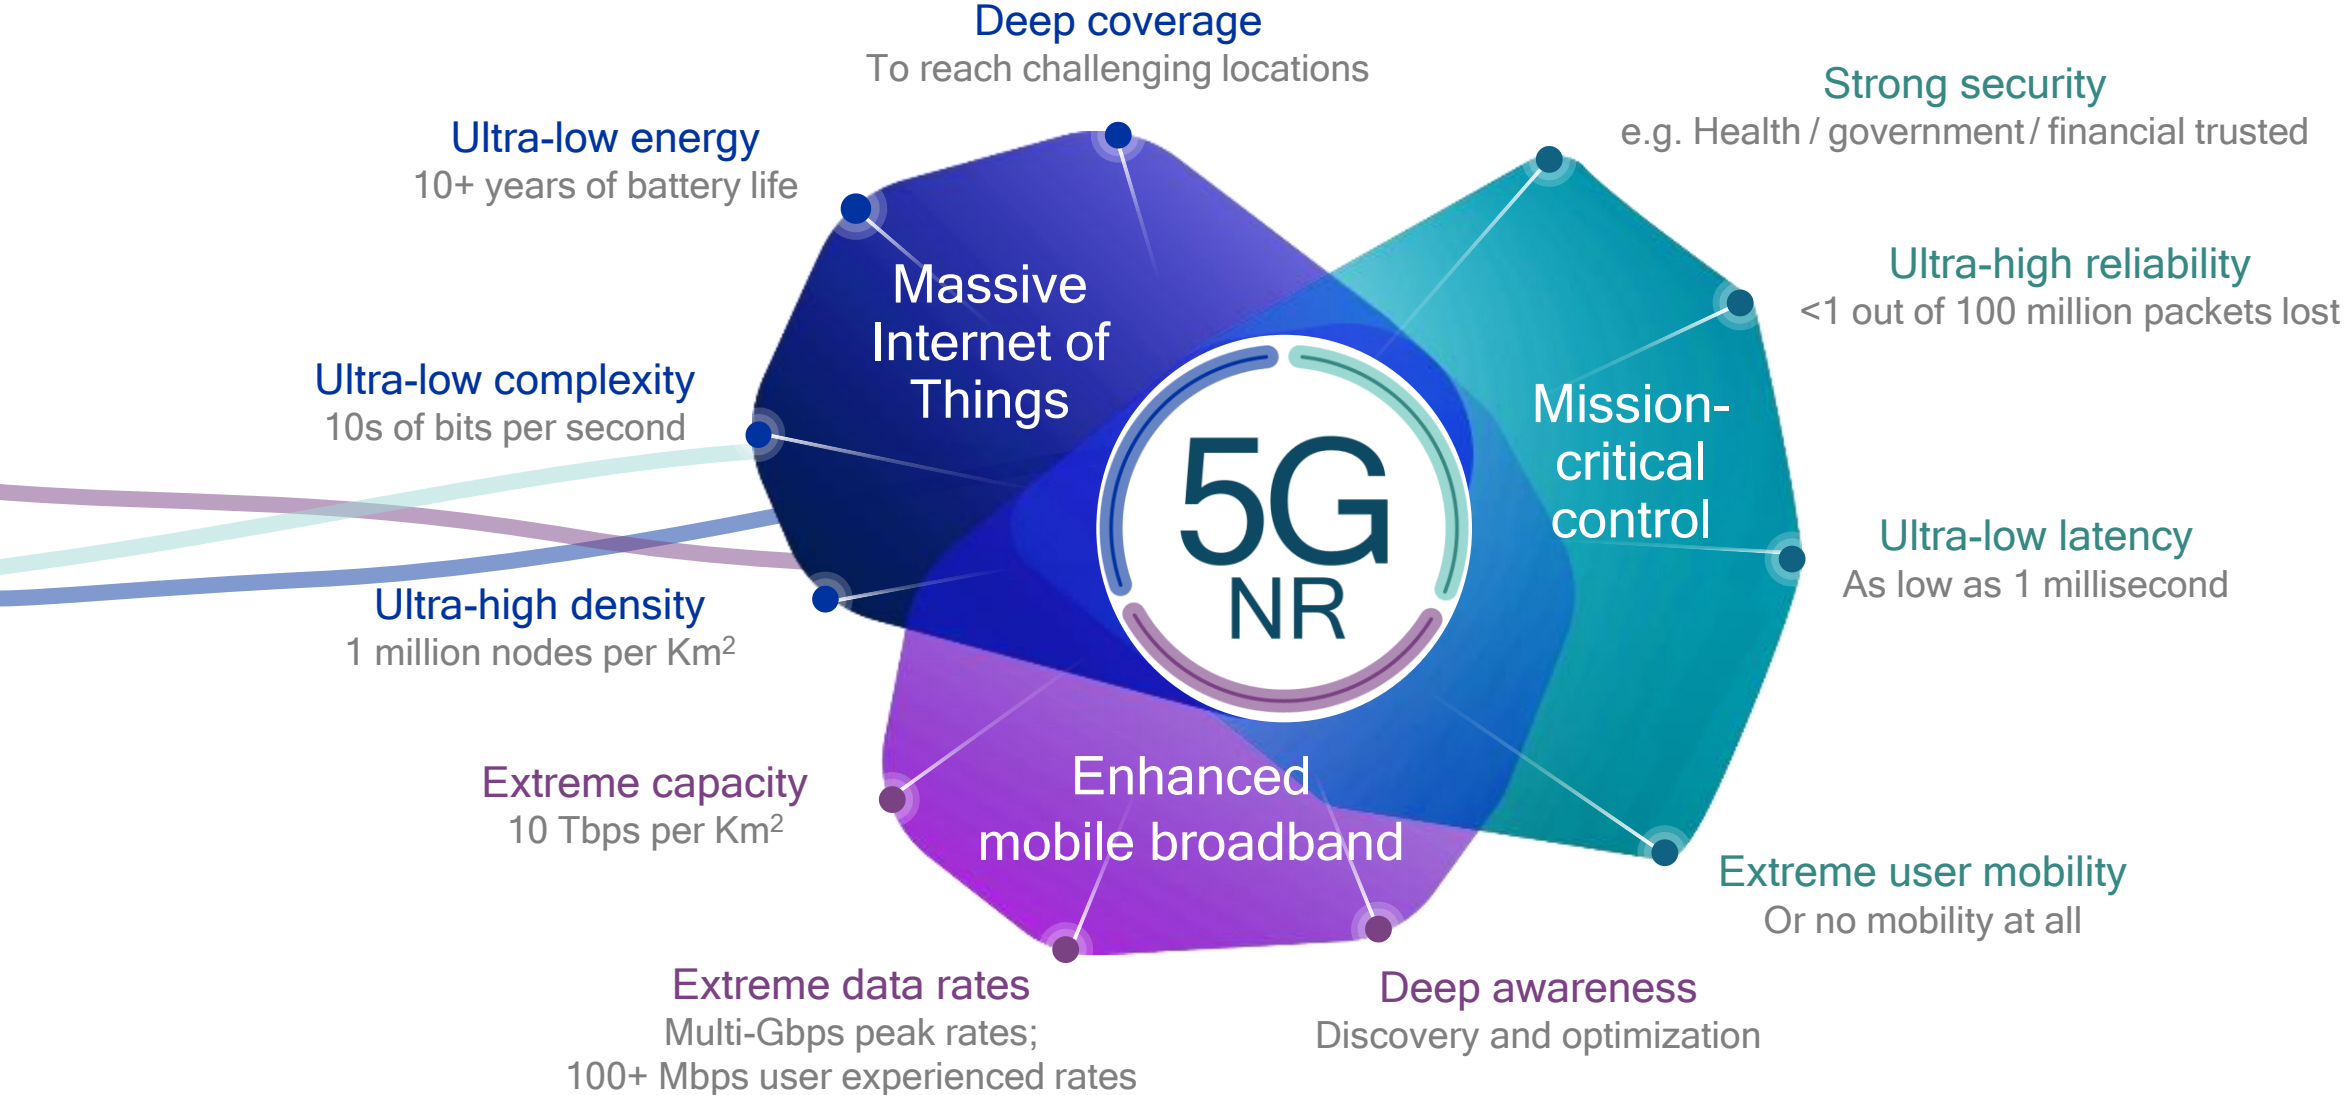 Deep coverage
To reach challenging locations
Strong security
e.g. Health / government / financial trusted
Ultra-low energy
10+ years of battery life
Ultra-high reliability
<1 out of 100 million packets lost
Massive
Internet of
Things
Ultra-low complexity
10s of bits per second
Mission-
critical
control
5G
NR
Ultra-low latency
As low as 1 millisecond
Ultra-high density
1 million nodes per Km²
Extreme capacity
10 Tbps per Km²
Enhanced
mobile broadband
Extreme user mobility
Or no mobility at all
Extreme data rates
Multi-Gbps peak rates;
100+ Mbps user experienced rates
Deep awareness
Discovery and optimization